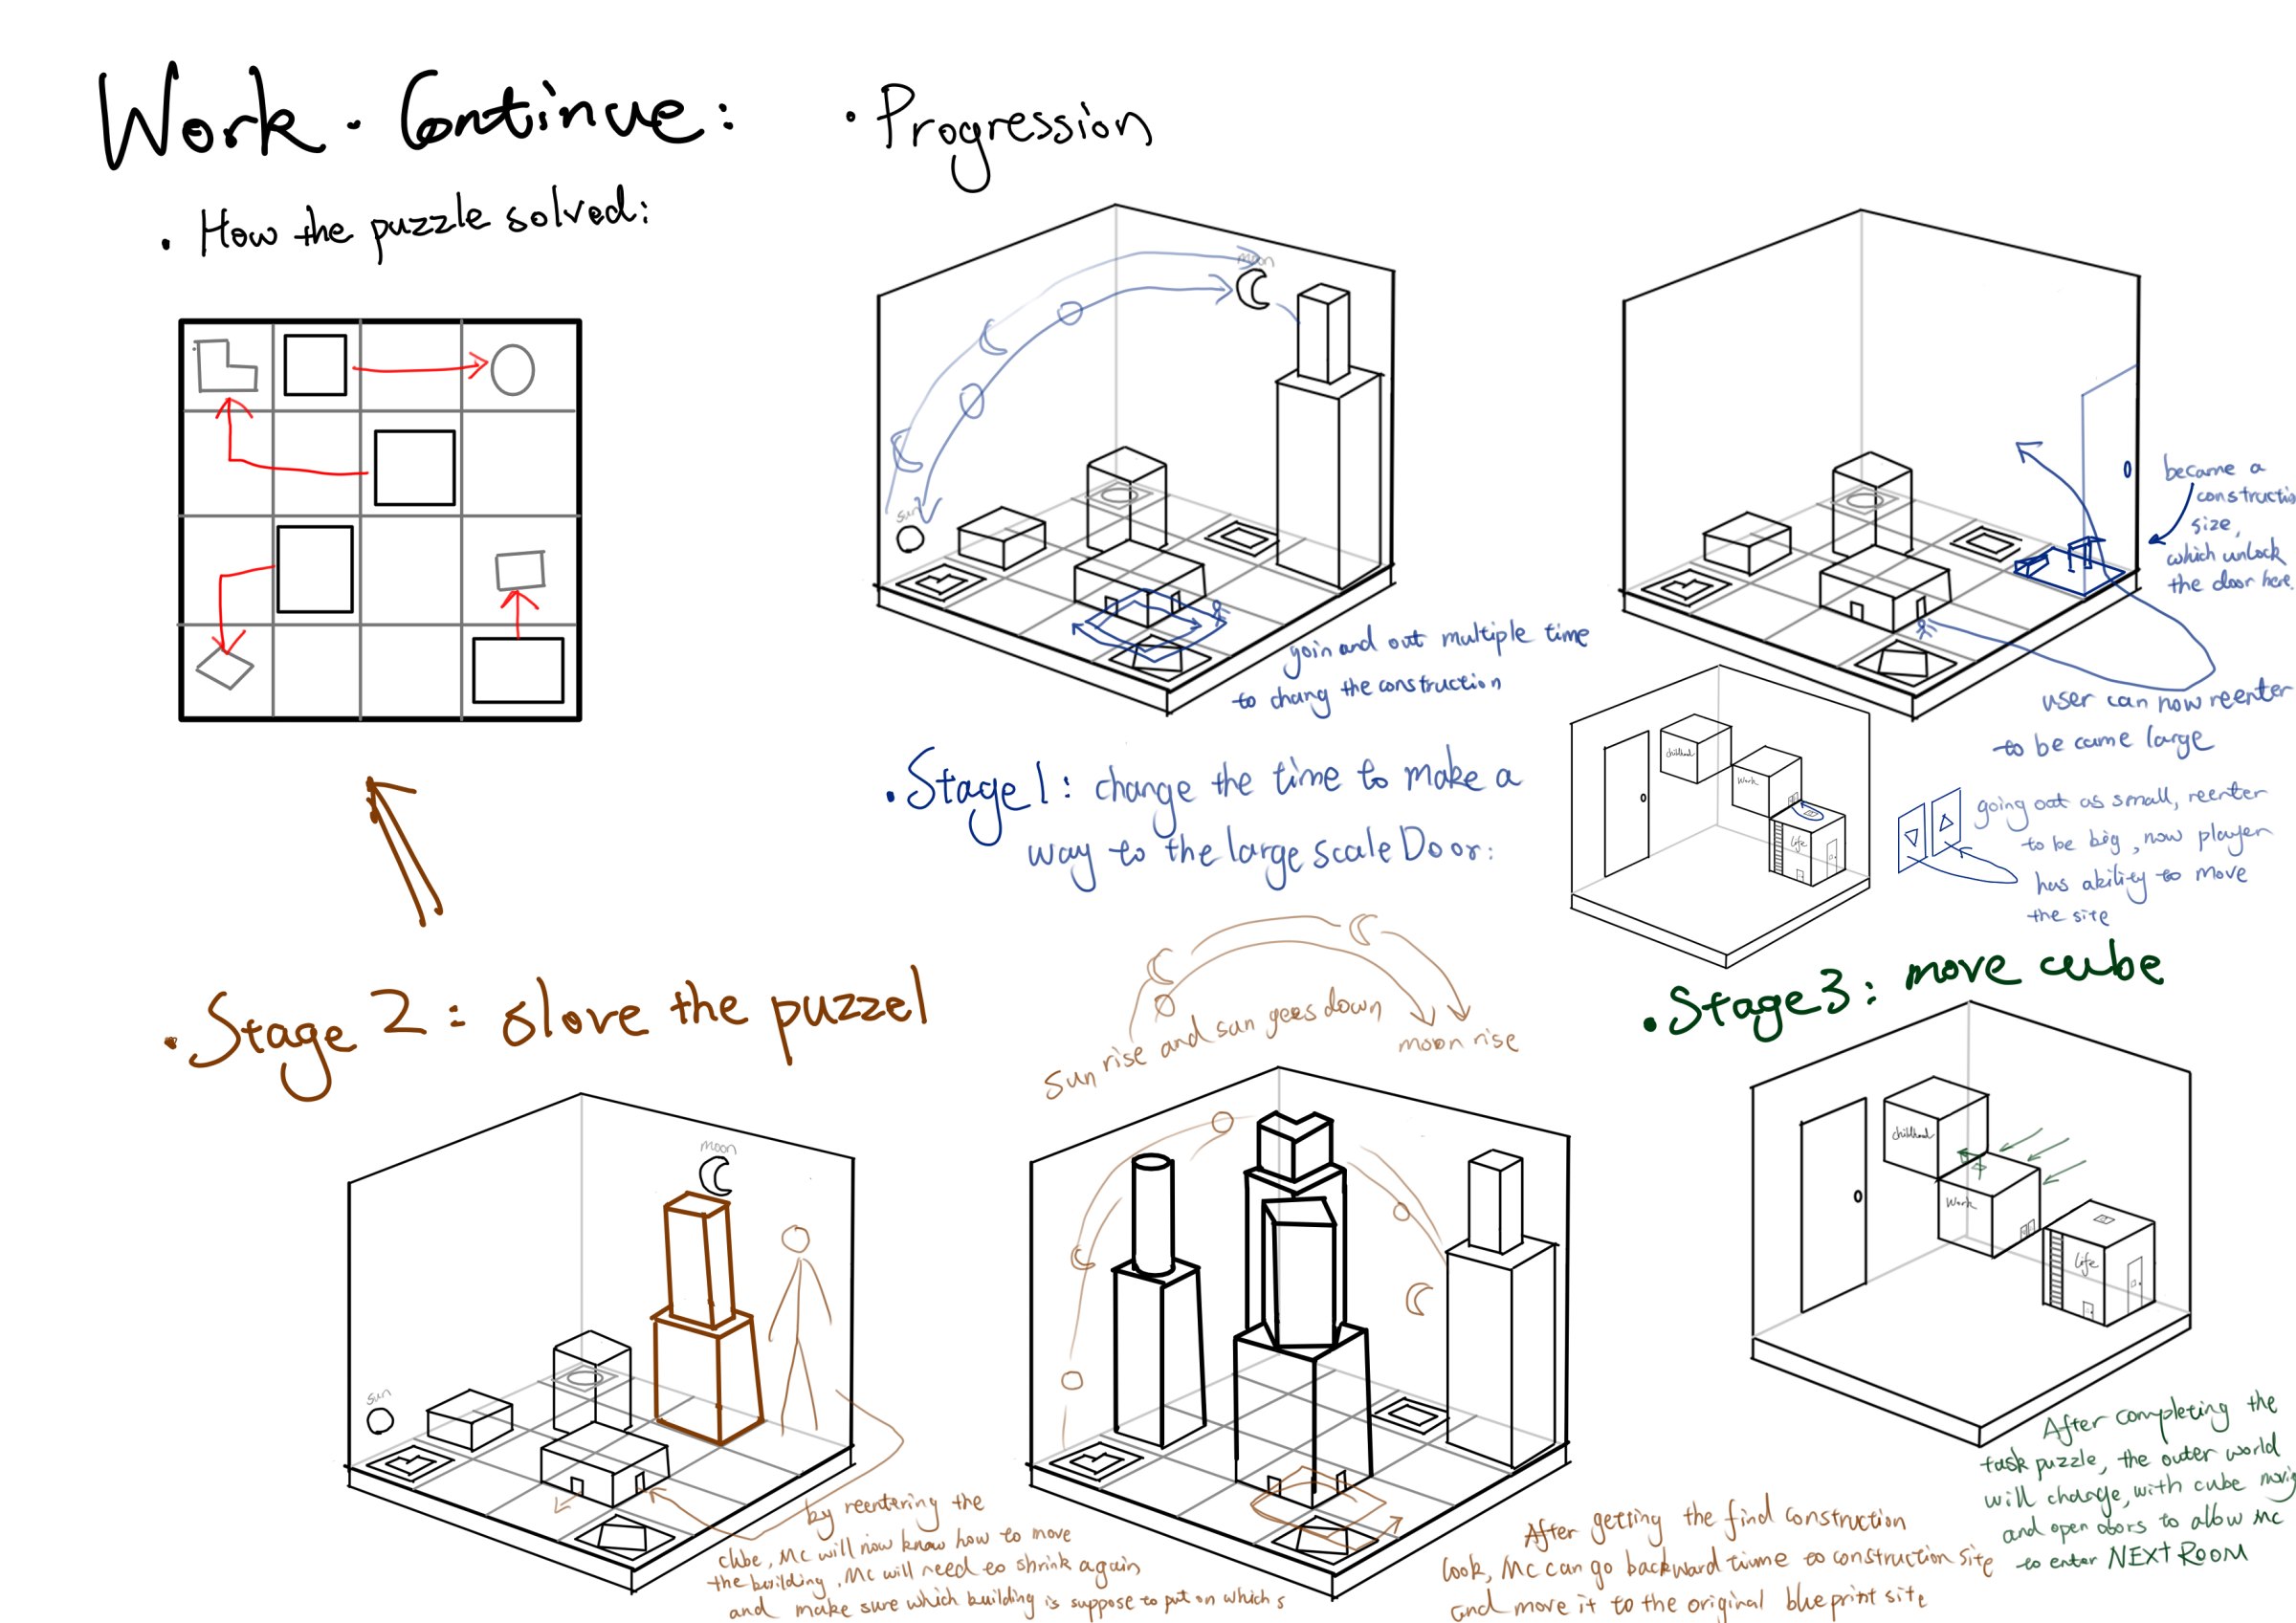 Work - Continue:
• How the puzzle solved:
• Progression
moon
sun
goin and out multiple time
to chang the construction
became a
constructio
size,
which unlock
the door here.
user can now reenter
to be came large
• Stage 1: change the time to make a
way to the large scale Door:
childhood
Work
life
going out as small, reenter
to be big, now player
has ability to move
the site
• Stage 2: slove the puzzel
moon
sun
by reentering the
cube, Mc will now know how to move
the building. Mc will need to shrink again
and make sure which building is suppose to put on which s
Sun rise and sun goes down
moon rise
After getting the find construction
look, Mc can go backward time to construction site
and move it to the original blueprint site
• Stage 3: move cube
childhood
Work
life
After completing the
task puzzle, the outer world
will change, with cube movig
and open doors to allow mc
to enter NEXT ROOM